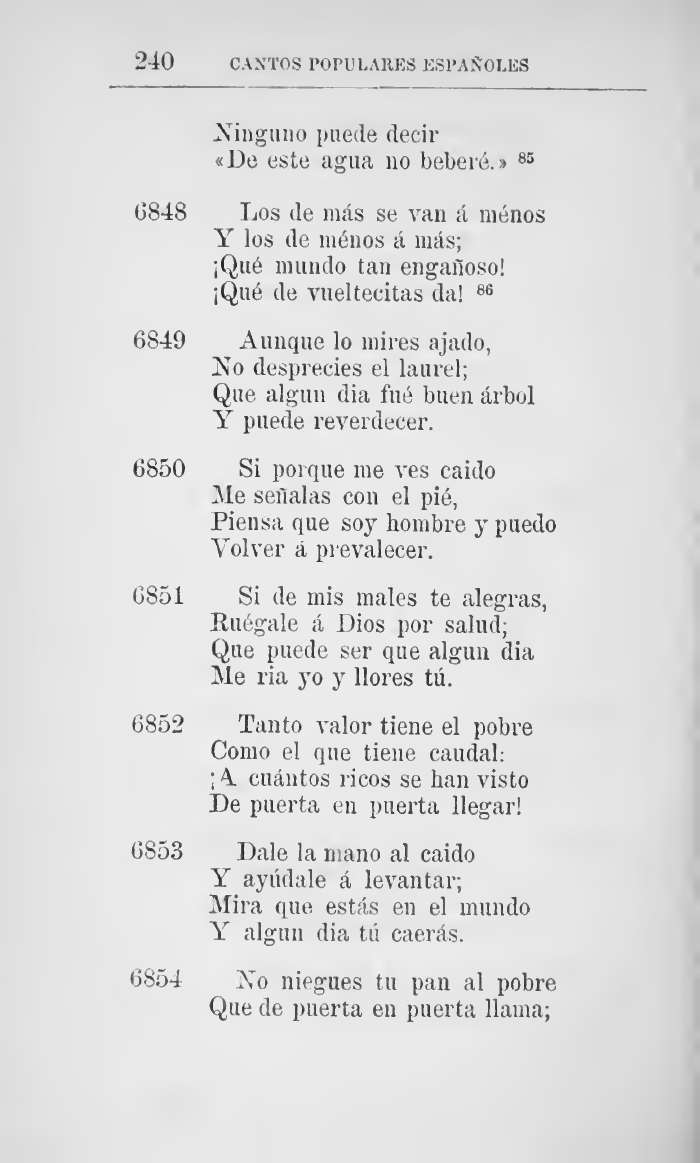 240 CANTOS POPULARES ESPAÑOLES
Ninguno puede decir
«De este agua no beberé.» 85
6848 Los de más se van á ménos
Y los de ménos á más;
¡Qué mundo tan engañoso!
¡Qué de vueltecitas da! 86
6849 Aunque lo mires ajado,
No desprecies el laurel;
Que algun dia fué buen árbol
Y puede reverdecer.
6850 Si porque me ves caido
Me señalas con el pié,
Piensa que soy hombre y puedo
Volver á prevalecer.
6851 Si de mis males te alegras,
Ruégale á Dios por salud;
Que puede ser que algun dia
Me ria yo y llores tú.
6852 Tanto valor tiene el pobre
Como el que tiene caudal:
¡A cuántos ricos se han visto
De puerta en puerta llegar!
6853 Dale la mano al caido
Y ayúdale á levantar;
Mira que estás en el mundo
Y algun dia tú caerás.
6854 No niegues tu pan al pobre
Que de puerta en puerta llama;